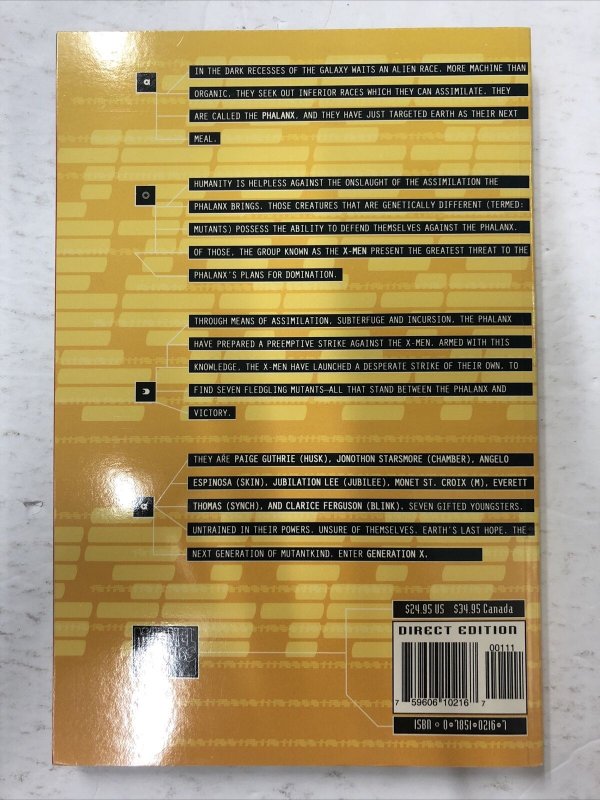 IN THE DARK RECESSES OF THE GALAXY WAITS AN ALIEN RACE. MORE MACHINE THAN
ORGANIC, THEY SEEK OUT INFERIOR RACES WHICH THEY CAN ASSIMILATE. THEY
ARE CALLED THE PHALANX, AND THEY HAVE JUST TARGETED EARTH AS THEIR NEXT
MEAL.
HUMANITY IS HELPLESS AGAINST THE ONSLAUGHT OF THE ASSIMILATION THE
PHALANX BRINGS. THOSE CREATURES THAT ARE GENETICALLY DIFFERENT (TERMED:
MUTANTS) POSSESS THE ABILITY TO DEFEND THEMSELVES AGAINST THE PHALANX.
OF THOSE, THE GROUP KNOWN AS THE X-MEN PRESENT THE GREATEST THREAT TO THE
PHALANX'S PLANS FOR DOMINATION.
THROUGH MEANS OF ASSIMILATION, SUBTERFUGE AND INCURSION, THE PHALANX
HAVE PREPARED A PREEMPTIVE STRIKE AGAINST THE X-MEN. ARMED WITH THIS
KNOWLEDGE, THE X-MEN HAVE LAUNCHED A DESPERATE STRIKE OF THEIR OWN, TO
FIND SEVEN FLEDGLING MUTANTS—ALL THAT STAND BETWEEN THE PHALANX AND
VICTORY.
THEY ARE PAIGE GUTHRIE (HUSK), JONOTHON STARSMORE (CHAMBER), ANGELO
ESPINOSA (SKIN), JUBILATION LEE (JUBILEE), MONET ST. CROIX (M), EVERETT
THOMAS (SYNCH), AND CLARICE FERGUSON (BLINK). SEVEN GIFTED YOUNGSTERS.
UNTRAINED IN THEIR POWERS. UNSURE OF THEMSELVES. EARTH'S LAST HOPE. THE
NEXT GENERATION OF MUTANTKIND. ENTER GENERATION X.
$24.95 US $34.95 Canada
DIRECT EDITION
00111
7 59606 10216 7
ISBN 0 7851 0216 7